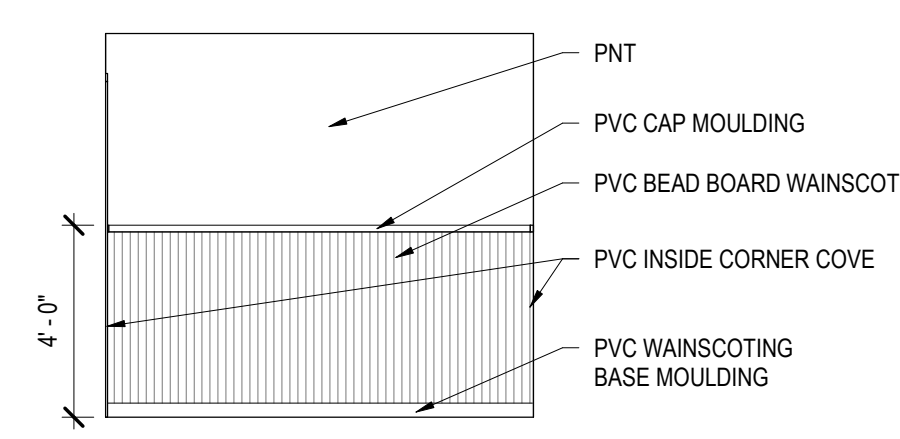 PNT
PVC CAP MOULDING
PVC BEAD BOARD WAINSCOT
PVC INSIDE CORNER COVE
4' - 0"
PVC WAINSCOTING
BASE MOULDING